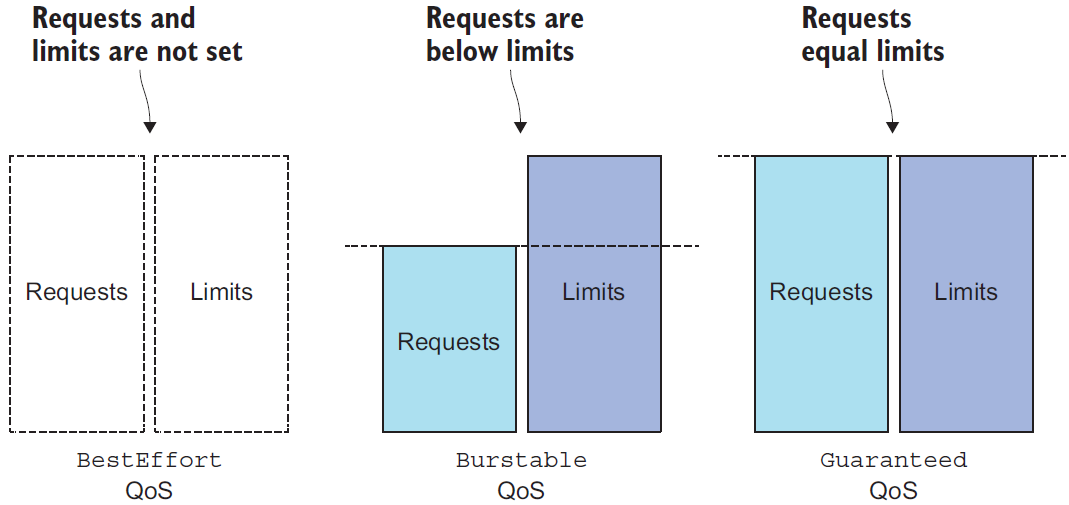 Requests and
limits are not set
Requests are
below limits
Requests
equal limits
Requests
Limits
Requests
Limits
Requests
Limits
BestEffort
QoS
Burstable
QoS
Guaranteed
QoS